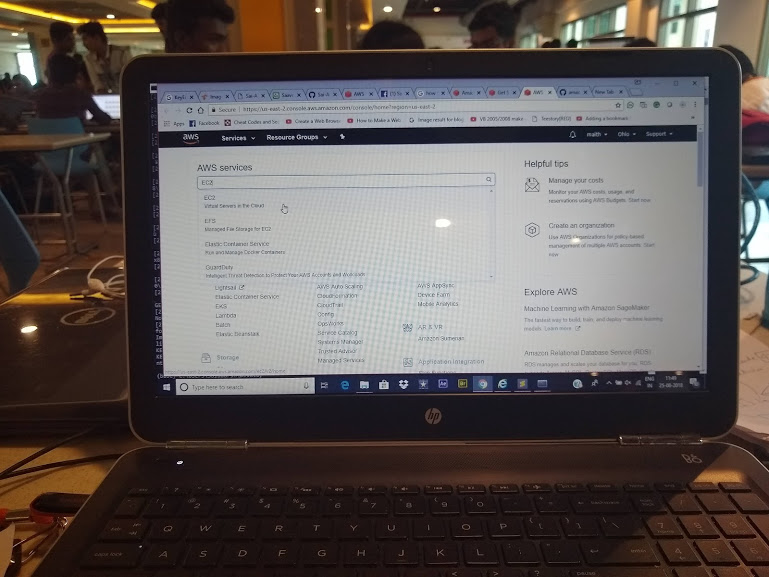 Secure
https://us-east-2.console.aws.amazon.com/console/home?region=us-east-2
Apps
Facebook
Cheat Codes and Sec
Create a Web Brows
How to Make a Web
Image result for blog
VB 2005/2008 make
Adding a bookmark
aws
Services
Resource Groups
Ohio
Support
AWS services
EC2
EC2
Virtual Servers in the Cloud
EFS
Managed File Storage for EC2
Elastic Container Service
Run and Manage Docker Containers
GuardDuty
Intelligent Threat Detection to Protect Your AWS Accounts and Workloads
Lightsail
Elastic Container Service
EKS
Lambda
Batch
Elastic Beanstalk
Storage
AWS Auto Scaling
CloudFormation
CloudTrail
Config
OpsWorks
Service Catalog
Systems Manager
Trusted Advisor
Managed Services
AWS AppSync
Device Farm
Mobile Analytics
AR & VR
Amazon Sumerian
Application Integration
Helpful tips
Manage your costs
Monitor your AWS costs, usage, and
reservations using AWS Budgets. Start now
Create an organization
Use AWS Organizations for policy-based
management of multiple AWS accounts. Start
now
Explore AWS
Machine Learning with Amazon SageMaker
The fastest way to build, train, and deploy machine learning
models. Learn more.
Amazon Relational Database Service (RDS)
RDS manages and scales your database for you. RDS
Type here to search
ENG
IN
11:49
25-08-2018
hp
B&O
DELL
Q W E R T Y U I O P
caps lock A S D F G H J K L